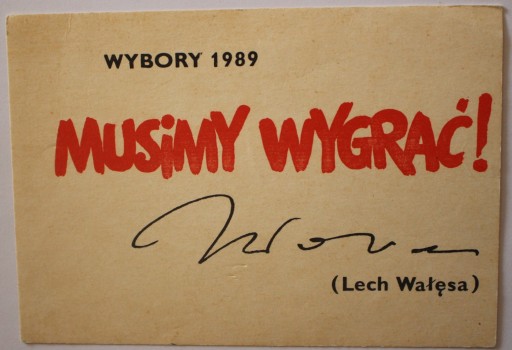 WYBORY 1989
MUSiMY WYGRAĆ!
(Lech Wałęsa)